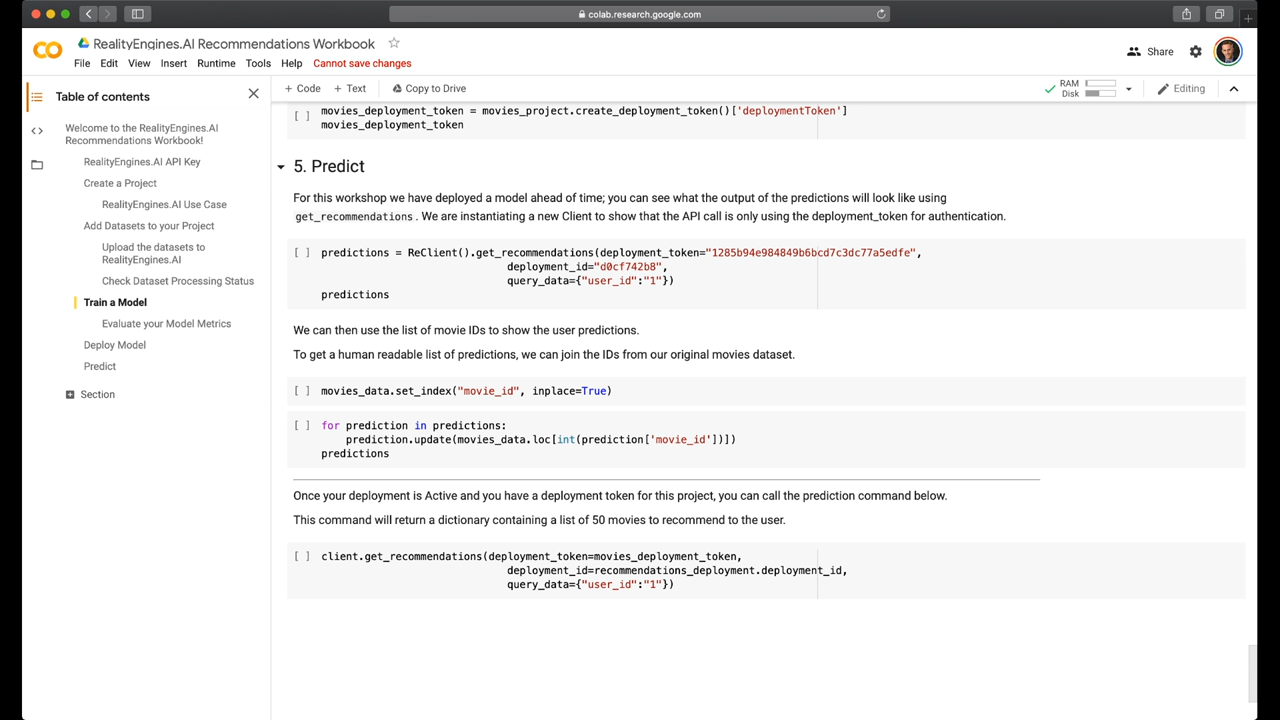 colab.research.google.com
RealityEngines.AI Recommendations Workbook
File Edit View Insert Runtime Tools Help Cannot save changes
Share
+ Code + Text Copy to Drive
RAM
Disk
Editing
Table of contents
Welcome to the RealityEngines.AI
Recommendations Workbook!
RealityEngines.AI API Key
Create a Project
RealityEngines.AI Use Case
Add Datasets to your Project
Upload the datasets to
RealityEngines.AI
Check Dataset Processing Status
Train a Model
Evaluate your Model Metrics
Deploy Model
Predict
Section
[ ] movies_deployment_token = movies_project.create_deployment_token()['deploymentToken']
movies_deployment_token
5. Predict
For this workshop we have deployed a model ahead of time; you can see what the output of the predictions will look like using
get_recommendations. We are instantiating a new Client to show that the API call is only using the deployment_token for authentication.
[ ] predictions = ReClient().get_recommendations(deployment_token="1285b94e984849b6bcd7c3dc77a5edfe",
deployment_id="d0cf742b8",
query_data={"user_id":"1"})
predictions
We can then use the list of movie IDs to show the user predictions.
To get a human readable list of predictions, we can join the IDs from our original movies dataset.
[ ] movies_data.set_index("movie_id", inplace=True)
[ ] for prediction in predictions:
prediction.update(movies_data.loc[int(prediction['movie_id'])])
predictions
Once your deployment is Active and you have a deployment token for this project, you can call the prediction command below.
This command will return a dictionary containing a list of 50 movies to recommend to the user.
[ ] client.get_recommendations(deployment_token=movies_deployment_token,
deployment_id=recommendations_deployment.deployment_id,
query_data={"user_id":"1"})